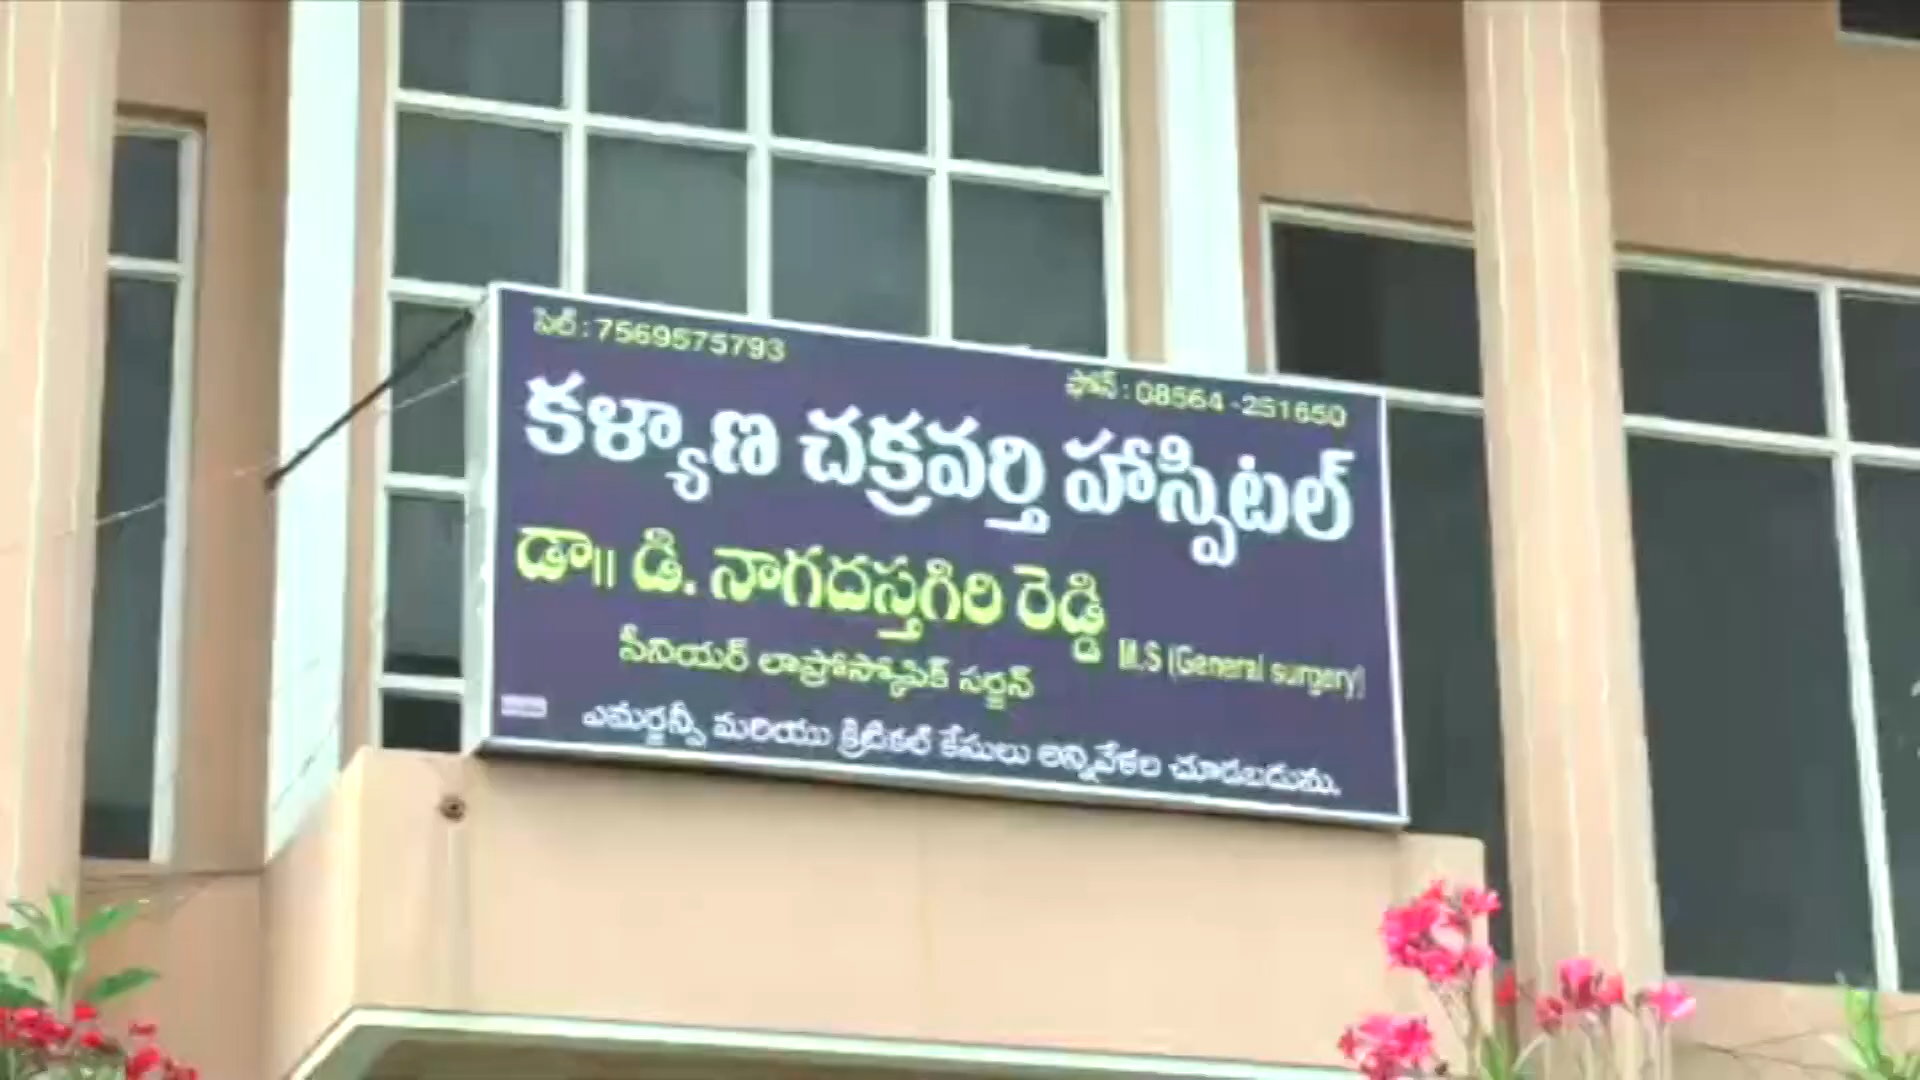 సెల్ : 7569575793
ఫోన్ : 08564 -251650
కళ్యాణ చక్రవర్తి హాస్పిటల్
డా॥ డి. నాగదస్తగిరి రెడ్డి
M.S (General surgery)
సీనియర్ లాప్రోస్కోపిక్ సర్జన్
ఎమర్జన్సీ మరియు క్రిటికల్ కేసులు అన్నివేళల చూడబడును.